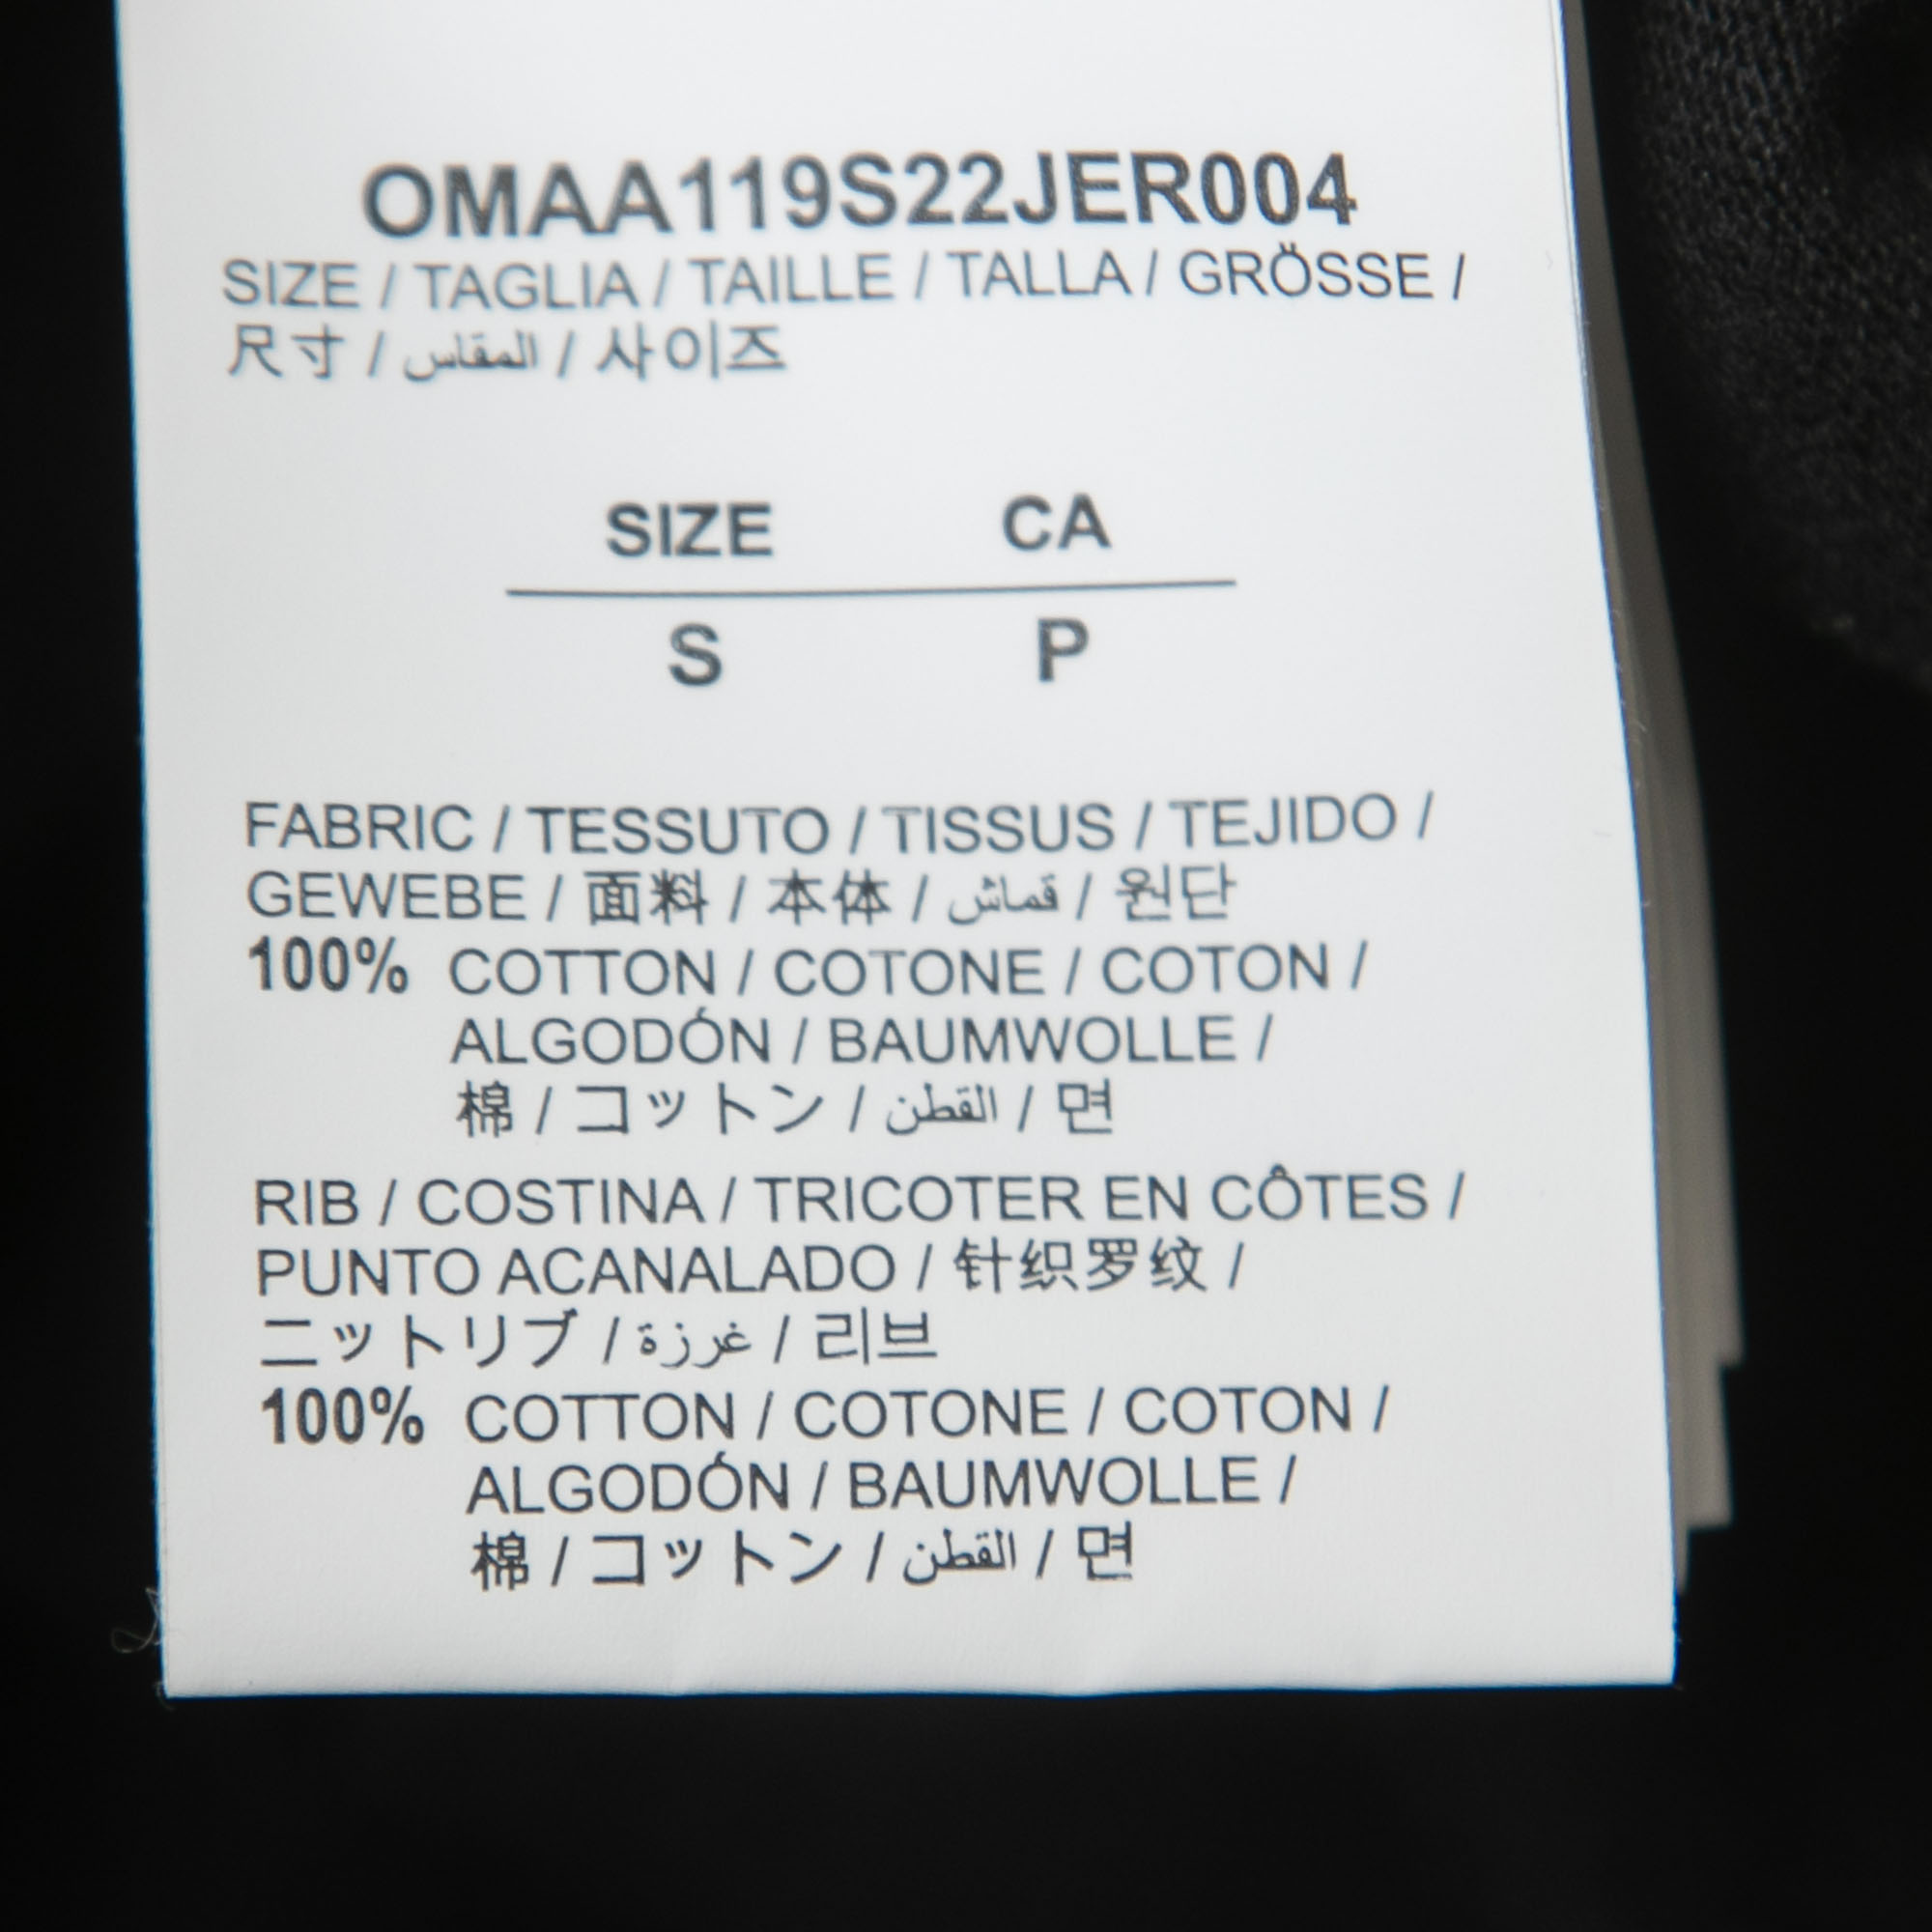 OMAA119S22JER004
SIZE / TAGLIA / TAILLE / TALLA / GRÖSSE /
尺寸 / المقاس / 사이즈
SIZE CA
S P
FABRIC / TESSUTO / TISSUS / TEJIDO /
GEWEBE / 面料 / 本体 / قماش / 원단
100% COTTON / COTONE / COTON /
ALGODÓN / BAUMWOLLE /
棉 / コットン / القطن / 면
RIB / COSTINA / TRICOTER EN CÔTES /
PUNTO ACANALADO / 针织罗纹 /
ニットリブ / غرزة / 리브
100% COTTON / COTONE / COTON /
ALGODÓN / BAUMWOLLE /
棉 / コットン / القطن / 면